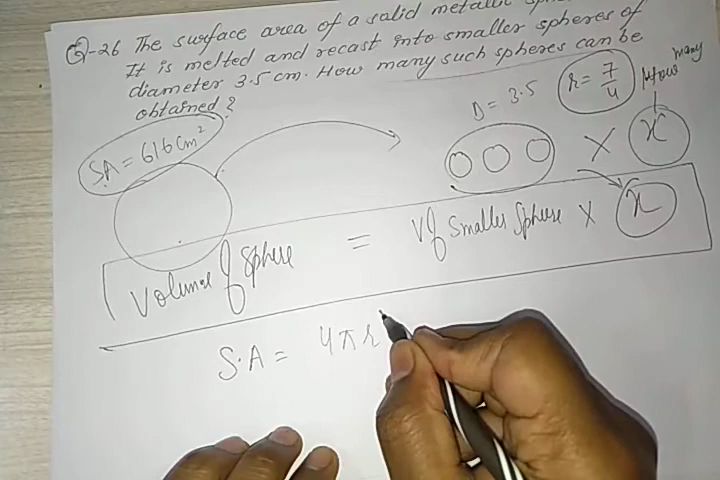 Q-26 The surface area of a solid metallic
It is melted and recast into smaller spheres of
diameter 3.5 cm. How many such spheres can be
obtained?
SA = 616 cm²
D = 3.5
r = 7/4
How many
X x
Volume of Sphere = V of Smaller Sphere X x
S.A = 4πr